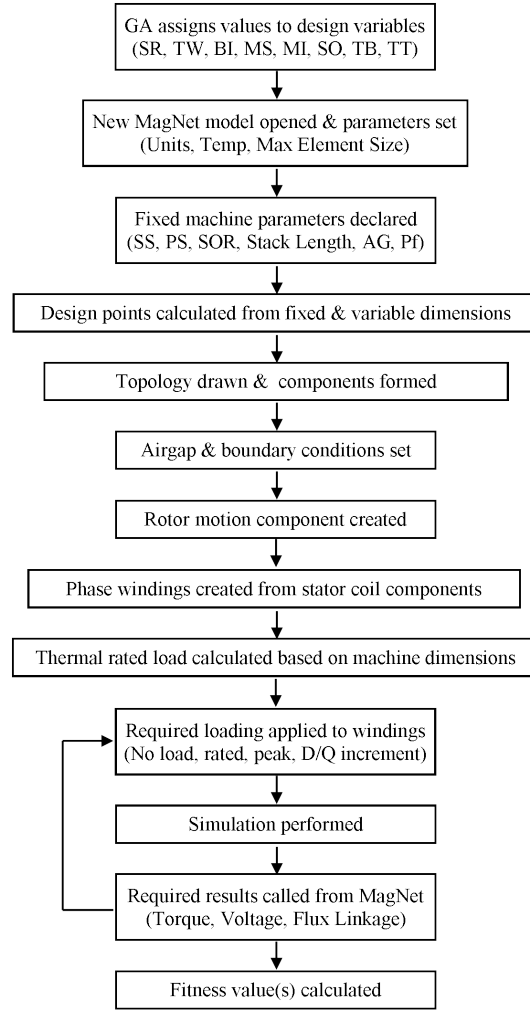 GA assigns values to design variables
(SR, TW, BI, MS, MI, SO, TB, TT)
New MagNet model opened & parameters set
(Units, Temp, Max Element Size)
Fixed machine parameters declared
(SS, PS, SOR, Stack Length, AG, Pf)
Design points calculated from fixed & variable dimensions
Topology drawn & components formed
Airgap & boundary conditions set
Rotor motion component created
Phase windings created from stator coil components
Thermal rated load calculated based on machine dimensions
Required loading applied to windings
(No load, rated, peak, D/Q increment)
Simulation performed
Required results called from MagNet
(Torque, Voltage, Flux Linkage)
Fitness value(s) calculated